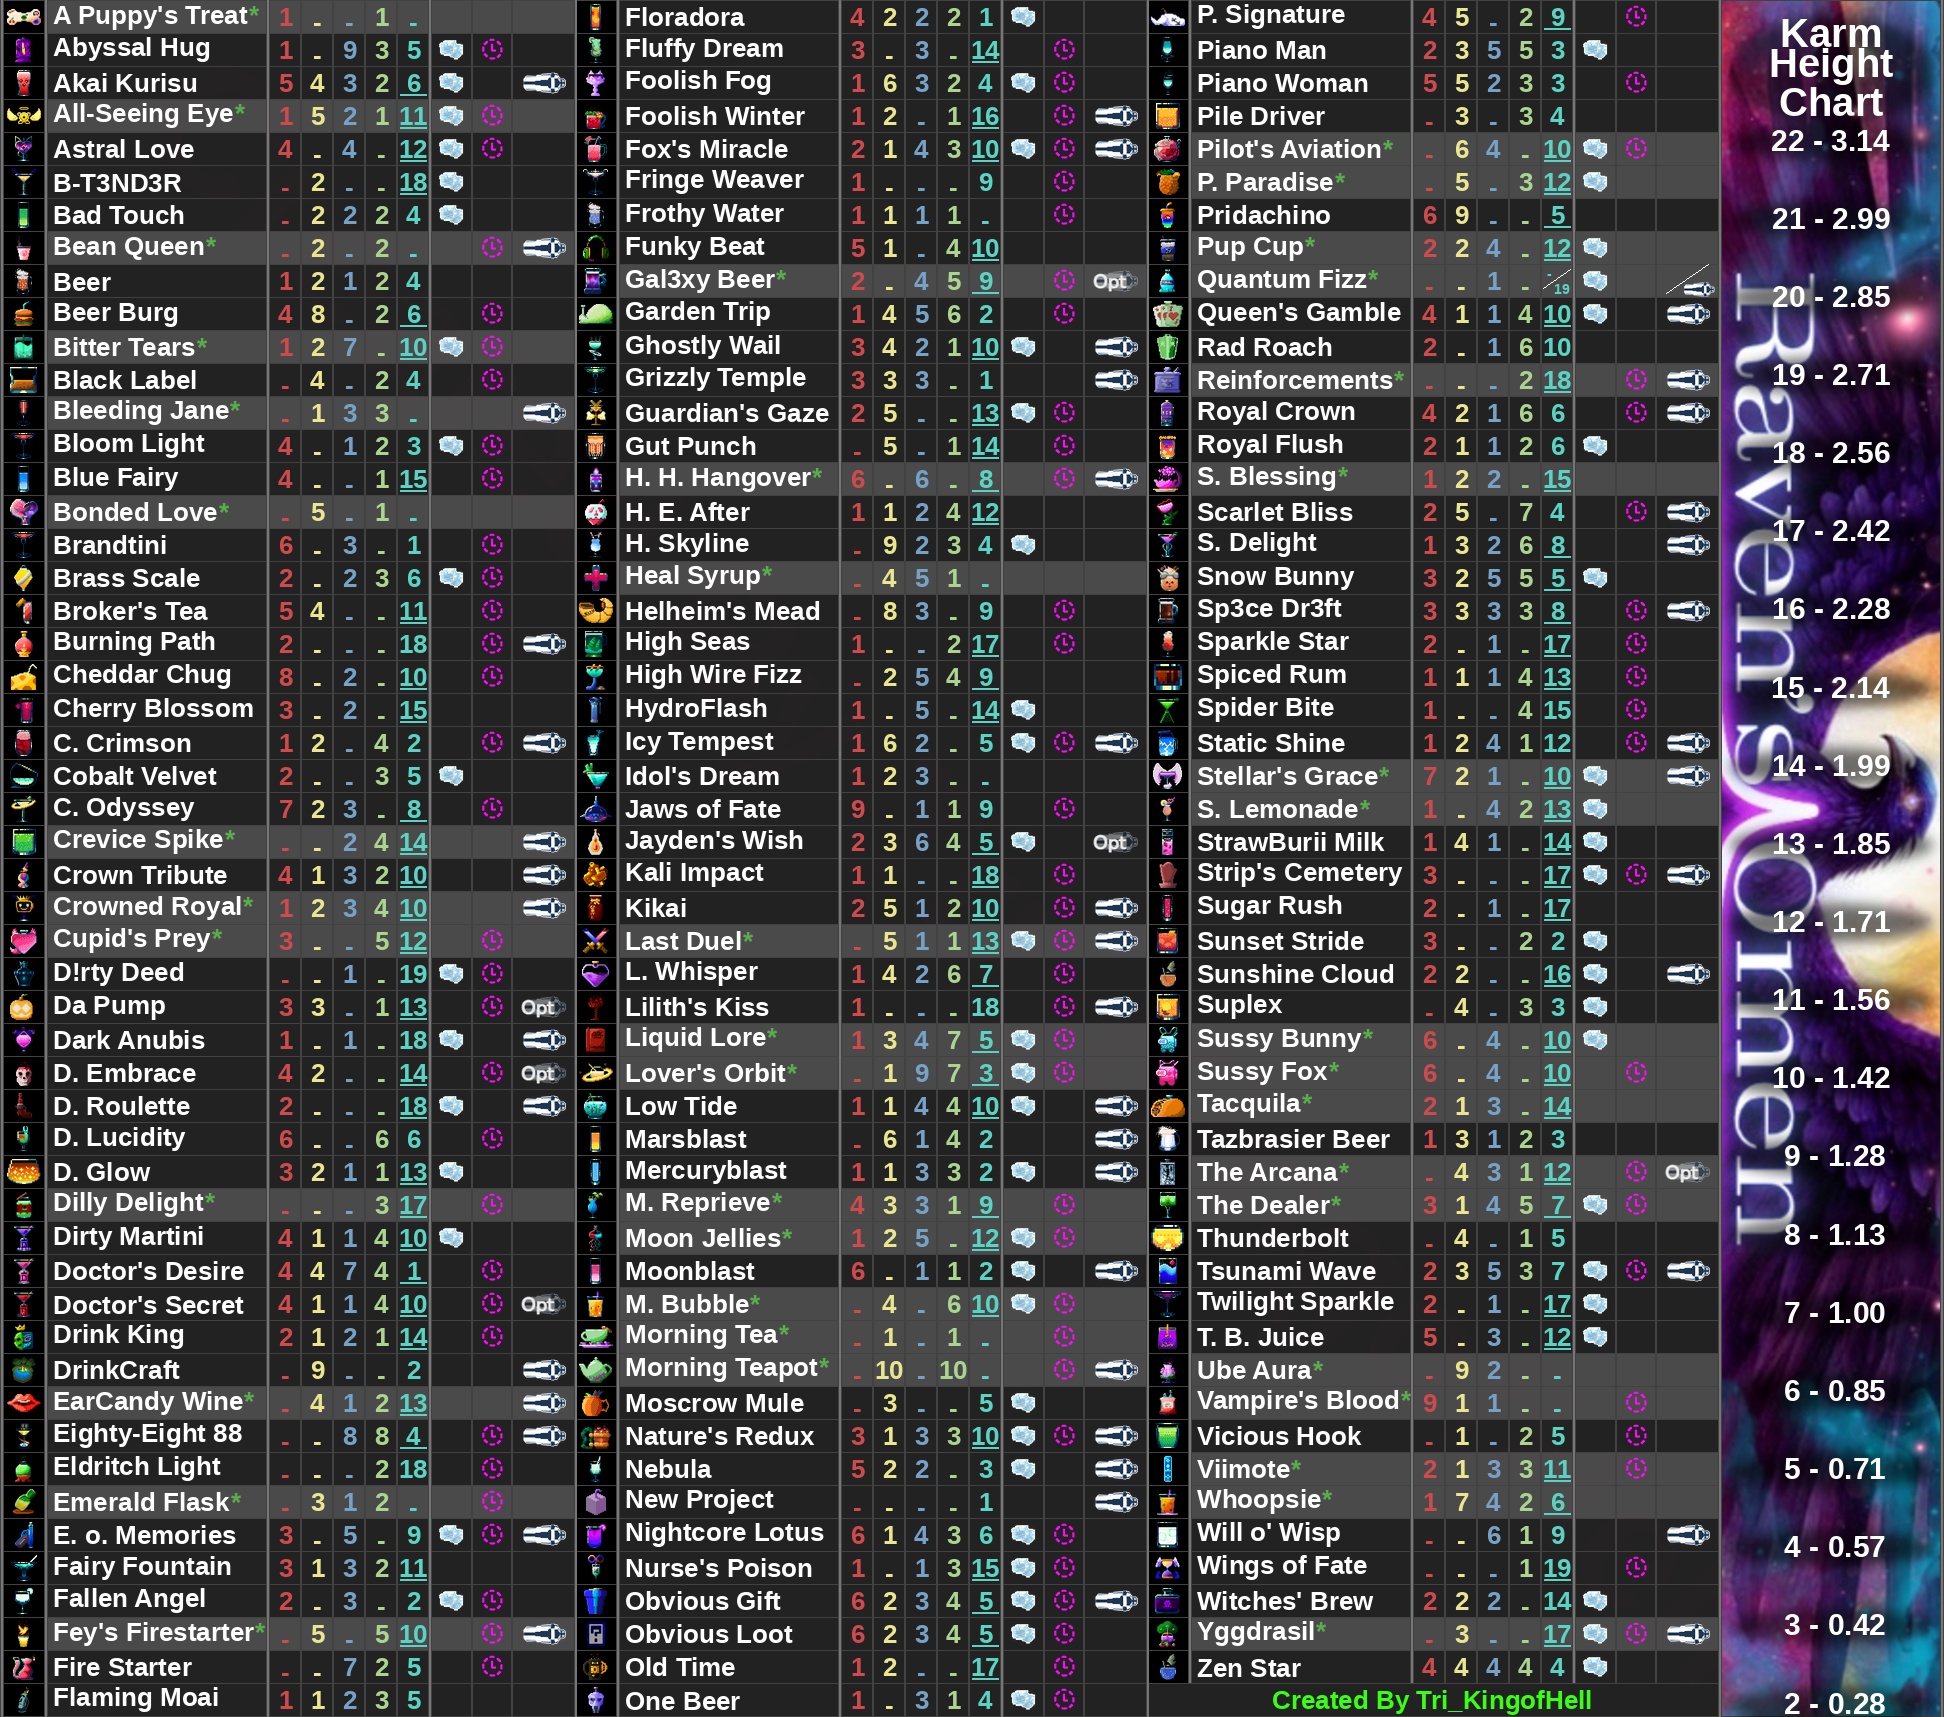 A Puppy's Treat* 1 - - 1 -
Abyssal Hug 1 - 9 3 5
Akai Kurisu 5 4 3 2 6
All-Seeing Eye* 1 5 2 1 11
Astral Love 4 - 4 - 12
B-T3ND3R - 2 - - 18
Bad Touch - 2 2 2 4
Bean Queen* - 2 - 2 -
Beer 1 2 1 2 4
Beer Burg 4 8 - 2 6
Bitter Tears* 1 2 7 - 10
Black Label - 4 - 2 4
Bleeding Jane* - 1 3 3 -
Bloom Light 4 - 1 2 3
Blue Fairy 4 - - 1 15
Bonded Love* - 5 - 1 -
Brandtini 6 - 3 - 1
Brass Scale 2 - 2 3 6
Broker's Tea 5 4 - - 11
Burning Path 2 - - - 18
Cheddar Chug 8 - 2 - 10
Cherry Blossom 3 - 2 - 15
C. Crimson 1 2 - 4 2
Cobalt Velvet 2 - - 3 5
C. Odyssey 7 2 3 - 8
Crevice Spike* - - 2 4 14
Crown Tribute 4 1 3 2 10
Crowned Royal* 1 2 3 4 10
Cupid's Prey* 3 - - 5 12
D!rty Deed - - 1 - 19
Da Pump 3 3 - 1 13 Opt
Dark Anubis 1 - 1 - 18
D. Embrace 4 2 - - 14 Opt
D. Roulette 2 - - - 18
D. Lucidity 6 - - 6 6
D. Glow 3 2 1 1 13
Dilly Delight* - - - 3 17
Dirty Martini 4 1 1 4 10
Doctor's Desire 4 4 7 4 1
Doctor's Secret 4 1 1 4 10 Opt
Drink King 2 1 2 1 14
DrinkCraft - 9 - - 2
EarCandy Wine* - 4 1 2 13
Eighty-Eight 88 - - 8 8 4
Eldritch Light - - - 2 18
Emerald Flask* - 3 1 2 -
E. o. Memories 3 - 5 - 9
Fairy Fountain 3 1 3 2 11
Fallen Angel 2 - 3 - 2
Fey's Firestarter* - 5 - 5 10
Fire Starter - - 7 2 5
Flaming Moai 1 1 2 3 5
Floradora 4 2 2 2 1
Fluffy Dream 3 - 3 - 14
Foolish Fog 1 6 3 2 4
Foolish Winter 1 2 - 1 16
Fox's Miracle 2 1 4 3 10
Fringe Weaver 1 - - - 9
Frothy Water 1 1 1 1 -
Funky Beat 5 1 - 4 10
Gal3xy Beer* 2 - 4 5 9 Opt
Garden Trip 1 4 5 6 2
Ghostly Wail 3 4 2 1 10
Grizzly Temple 3 3 3 - 1
Guardian's Gaze 2 5 - - 13
Gut Punch - 5 - 1 14
H. H. Hangover* 6 - 6 - 8
H. E. After 1 1 2 4 12
H. Skyline - 9 2 3 4
Heal Syrup* - 4 5 1 -
Helheim's Mead - 8 3 - 9
High Seas 1 - - 2 17
High Wire Fizz - 2 5 4 9
HydroFlash 1 - 5 - 14
Icy Tempest 1 6 2 - 5
Idol's Dream 1 2 3 - -
Jaws of Fate 9 - 1 1 9
Jayden's Wish 2 3 6 4 5 Opt
Kali Impact 1 1 - - 18
Kikai 2 5 1 2 10
Last Duel* - 5 1 1 13
L. Whisper 1 4 2 6 7
Lilith's Kiss 1 - - - 18
Liquid Lore* 1 3 4 7 5
Lover's Orbit* - 1 9 7 3
Low Tide 1 1 4 4 10
Marsblast - 6 1 4 2
Mercuryblast 1 1 3 3 2
M. Reprieve* 4 3 3 1 9
Moon Jellies* 1 2 5 - 12
Moonblast 6 - 1 1 2
M. Bubble* - 4 - 6 10
Morning Tea* - 1 - 1 -
Morning Teapot* - 10 - 10 -
Moscrow Mule - 3 - - 5
Nature's Redux 3 1 3 3 10
Nebula 5 2 2 - 3
New Project - - - - 1
Nightcore Lotus 6 1 4 3 6
Nurse's Poison 1 - 1 3 15
Obvious Gift 6 2 3 4 5
Obvious Loot 6 2 3 4 5
Old Time 1 2 - - 17
One Beer 1 - 3 1 4
P. Signature 4 5 - 2 9
Piano Man 2 3 5 5 3
Piano Woman 5 5 2 3 3
Pile Driver - 3 - 3 4
Pilot's Aviation* - 6 4 - 10
P. Paradise* - 5 - 3 12
Pridachino 6 9 - - 5
Pup Cup* 2 2 4 - 12
Quantum Fizz* - - 1 - -/19
Queen's Gamble 4 1 1 4 10
Rad Roach 2 - 1 6 10
Reinforcements* - - - 2 18
Royal Crown 4 2 1 6 6
Royal Flush 2 1 1 2 6
S. Blessing* 1 2 2 - 15
Scarlet Bliss 2 5 - 7 4
S. Delight 1 3 2 6 8
Snow Bunny 3 2 5 5 5
Sp3ce Dr3ft 3 3 3 3 8
Sparkle Star 2 - 1 - 17
Spiced Rum 1 1 1 4 13
Spider Bite 1 - - 4 15
Static Shine 1 2 4 1 12
Stellar's Grace* 7 2 1 - 10
S. Lemonade* 1 - 4 2 13
StrawBurii Milk 1 4 1 - 14
Strip's Cemetery 3 - - - 17
Sugar Rush 2 - 1 - 17
Sunset Stride 3 - - 2 2
Sunshine Cloud 2 2 - - 16
Suplex - 4 - 3 3
Sussy Bunny* 6 - 4 - 10
Sussy Fox* 6 - 4 - 10
Tacquila* 2 1 3 - 14
Tazbrasier Beer 1 3 1 2 3
The Arcana* - 4 3 1 12 Opt
The Dealer* 3 1 4 5 7
Thunderbolt - 4 - 1 5
Tsunami Wave 2 3 5 3 7
Twilight Sparkle 2 - 1 - 17
T. B. Juice 5 - 3 - 12
Ube Aura* - 9 2 - -
Vampire's Blood* 9 1 1 - -
Vicious Hook - 1 - 2 5
Viimote* 2 1 3 3 11
Whoopsie* 1 7 4 2 6
Will o' Wisp - - 6 1 9
Wings of Fate - - - 1 19
Witches' Brew 2 2 2 - 14
Yggdrasil* - 3 - - 17
Zen Star 4 4 4 4 4
Created By Tri_KingofHell
Karm
Height
Chart
22 - 3.14
21 - 2.99
20 - 2.85
19 - 2.71
18 - 2.56
17 - 2.42
16 - 2.28
15 - 2.14
14 - 1.99
13 - 1.85
12 - 1.71
11 - 1.56
10 - 1.42
9 - 1.28
8 - 1.13
7 - 1.00
6 - 0.85
5 - 0.71
4 - 0.57
3 - 0.42
2 - 0.28
Raven's Omen